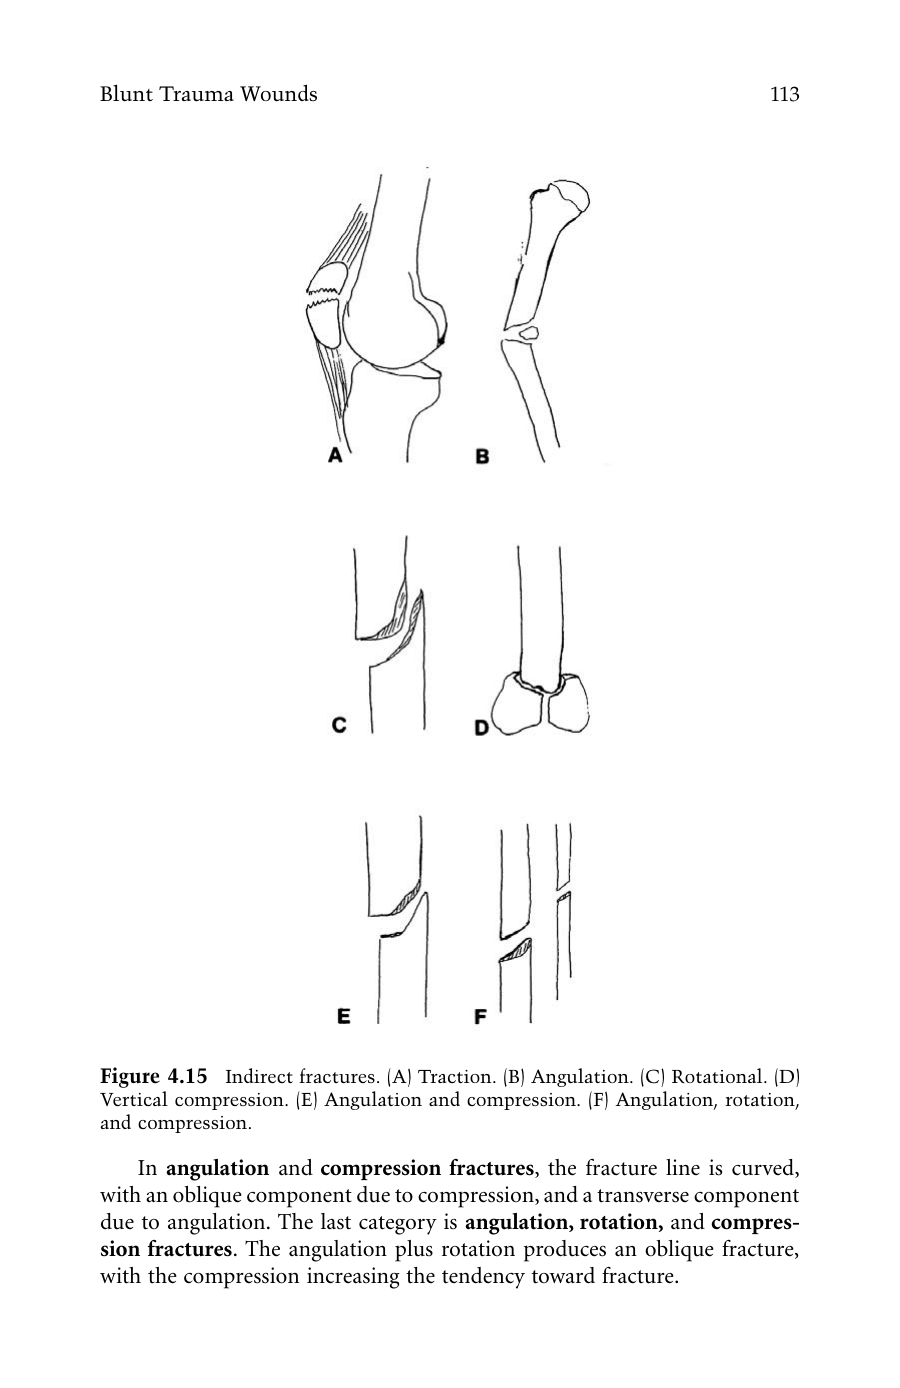 Blunt Trauma Wounds 113
A
B
C
D
E
F
Figure 4.15 Indirect fractures. (A) Traction. (B) Angulation. (C) Rotational. (D)
Vertical compression. (E) Angulation and compression. (F) Angulation, rotation,
and compression.
In angulation and compression fractures, the fracture line is curved,
with an oblique component due to compression, and a transverse component
due to angulation. The last category is angulation, rotation, and compres-
sion fractures. The angulation plus rotation produces an oblique fracture,
with the compression increasing the tendency toward fracture.